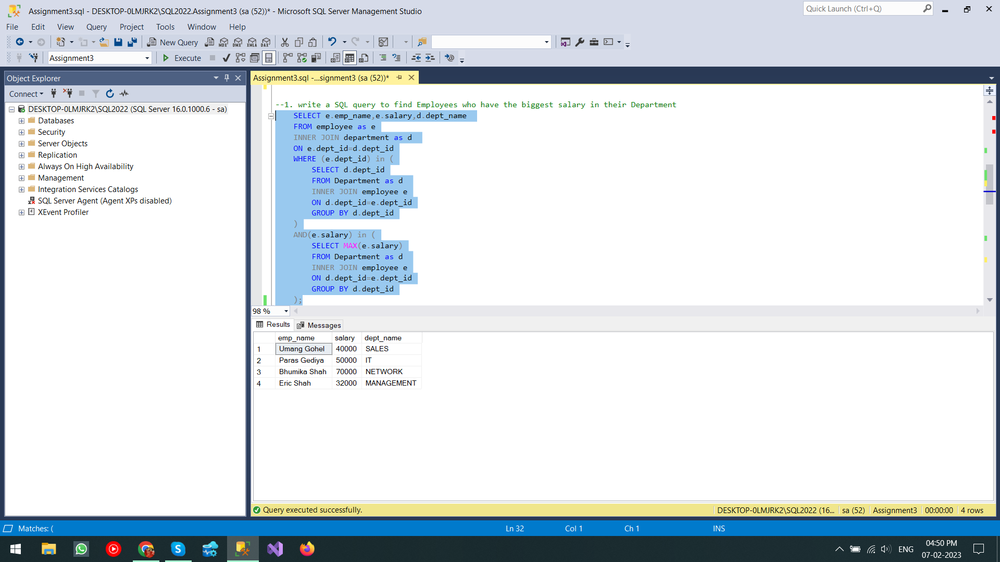 Assignment3.sql - DESKTOP-0LMJRK2\SQL2022.Assignment3 (sa (52))* - Microsoft SQL Server Management Studio
Quick Launch (Ctrl+Q)
File Edit View Query Project Tools Window Help
New Query MDX DMX XMLA DAX
Assignment3 Execute
Object Explorer
Connect
DESKTOP-0LMJRK2\SQL2022 (SQL Server 16.0.1000.6 - sa)
Databases
Security
Server Objects
Replication
Always On High Availability
Management
Integration Services Catalogs
SQL Server Agent (Agent XPs disabled)
XEvent Profiler
Assignment3.sql -...signment3 (sa (52))*
--1. write a SQL query to find Employees who have the biggest salary in their Department
SELECT e.emp_name,e.salary,d.dept_name
FROM employee as e
INNER JOIN department as d
ON e.dept_id=d.dept_id
WHERE (e.dept_id) in (
SELECT d.dept_id
FROM Department as d
INNER JOIN employee e
ON d.dept_id=e.dept_id
GROUP BY d.dept_id
)
AND(e.salary) in (
SELECT MAX(e.salary)
FROM Department as d
INNER JOIN employee e
ON d.dept_id=e.dept_id
GROUP BY d.dept_id
);
98 %
Results Messages
emp_name salary dept_name
1 Umang Gohel 40000 SALES
2 Paras Gediya 50000 IT
3 Bhumika Shah 70000 NETWORK
4 Eric Shah 32000 MANAGEMENT
Query executed successfully.
DESKTOP-0LMJRK2\SQL2022 (16... sa (52) Assignment3 00:00:00 4 rows
Matches: ( Ln 32 Col 1 Ch 1 INS
ENG
04:50 PM
07-02-2023